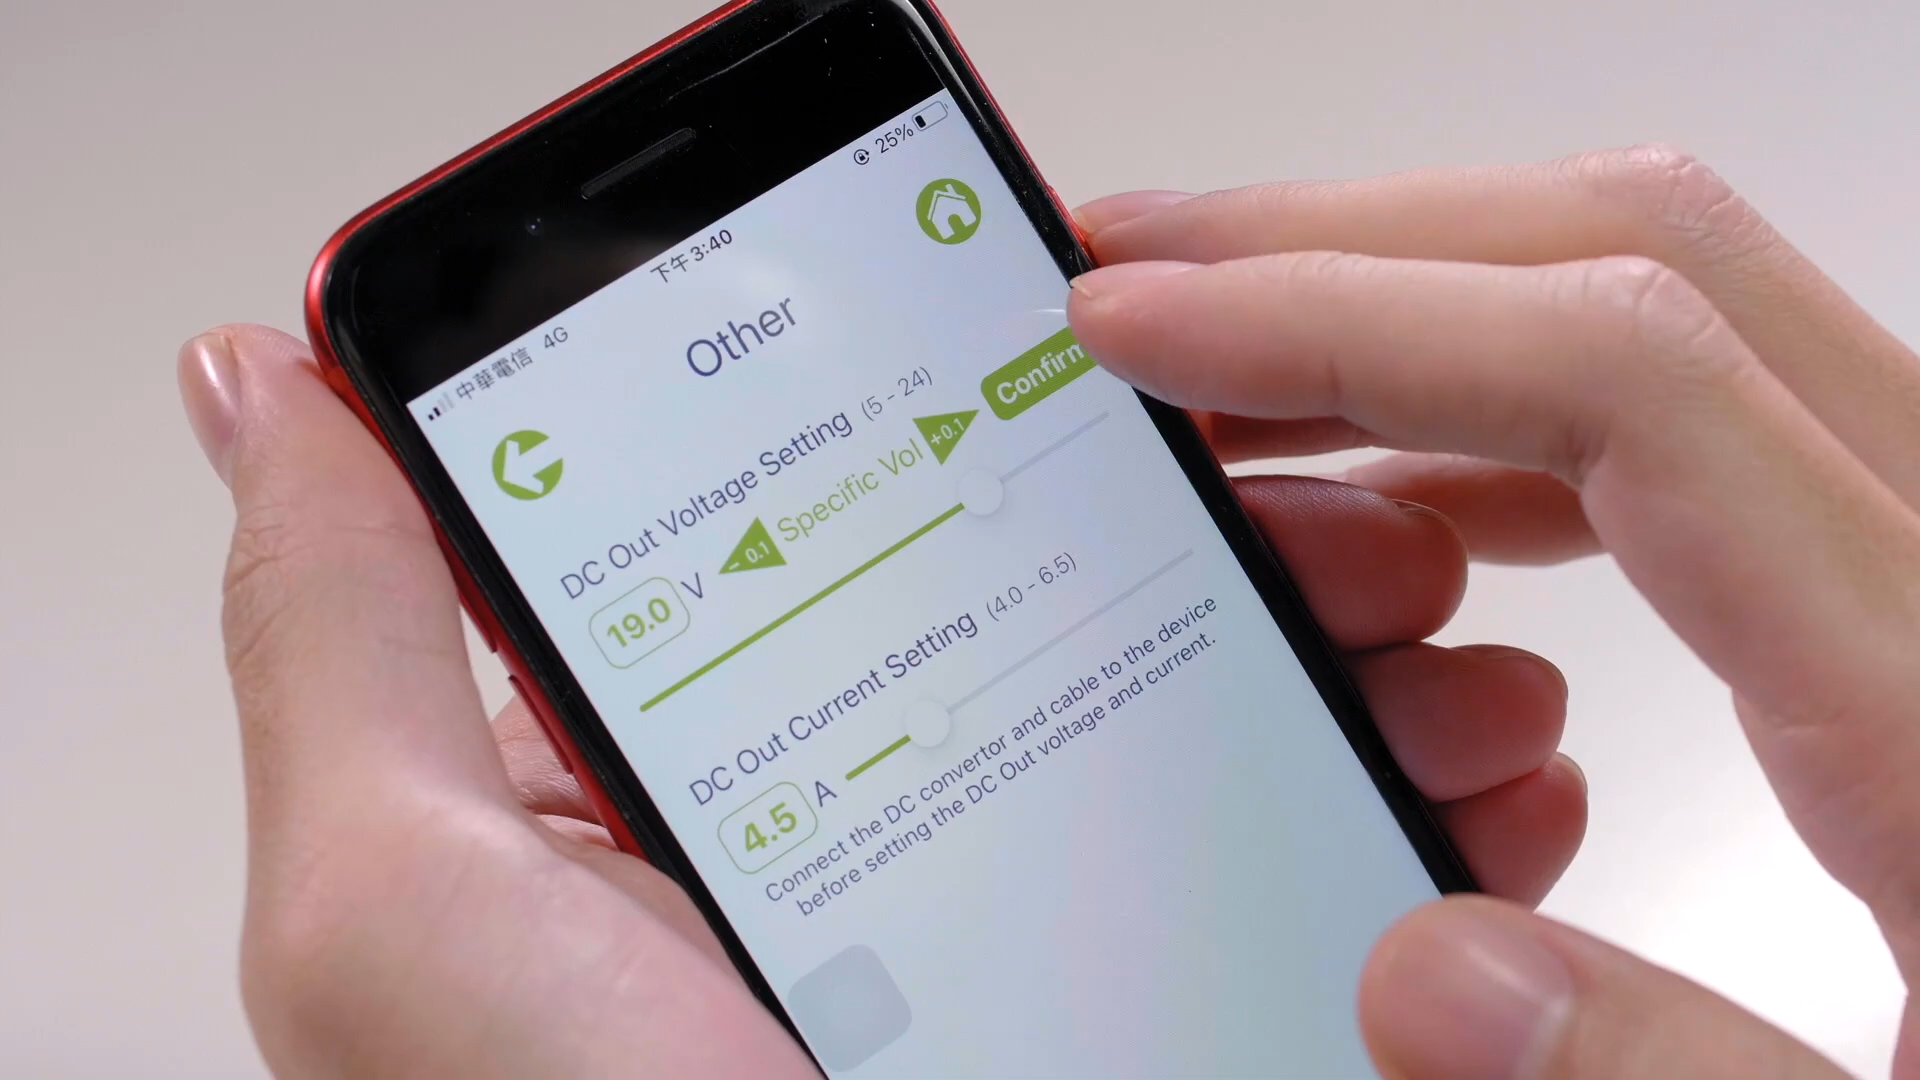 中華電信 4G 下午3:40 25%
Other
DC Out Voltage Setting (5 - 24)
19.0 V - 0.1 Specific Vol +0.1 Confirm
DC Out Current Setting (4.0 - 6.5)
4.5 A
Connect the DC convertor and cable to the device
before setting the DC Out voltage and current.